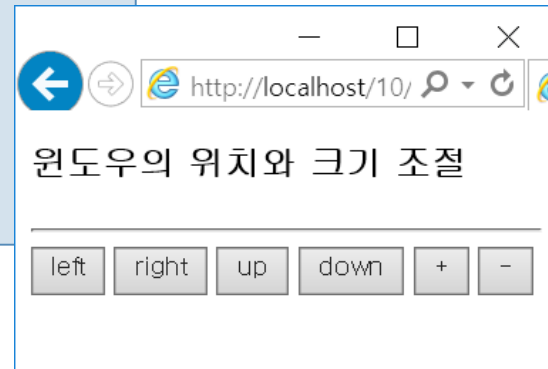 http://localhost/10/
윈도우의 위치와 크기 조절
left right up down + -